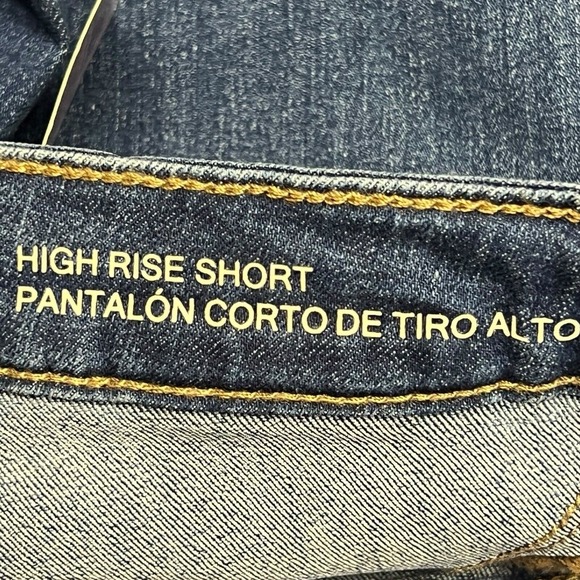 HIGH RISE SHORT
PANTALÓN CORTO DE TIRO ALTO